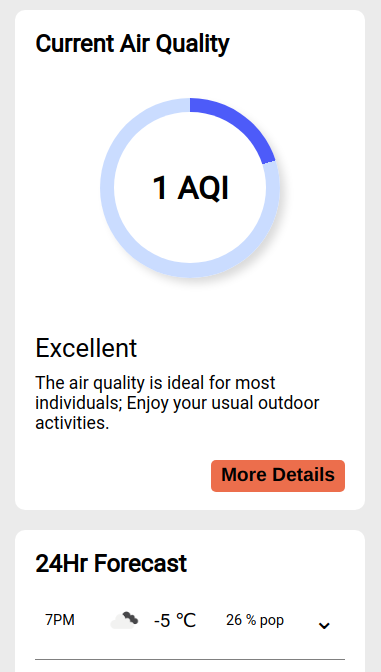 Current Air Quality
1 AQI
Excellent
The air quality is ideal for most
individuals; Enjoy your usual outdoor
activities.
More Details
24Hr Forecast
7PM -5 ℃ 26 % pop